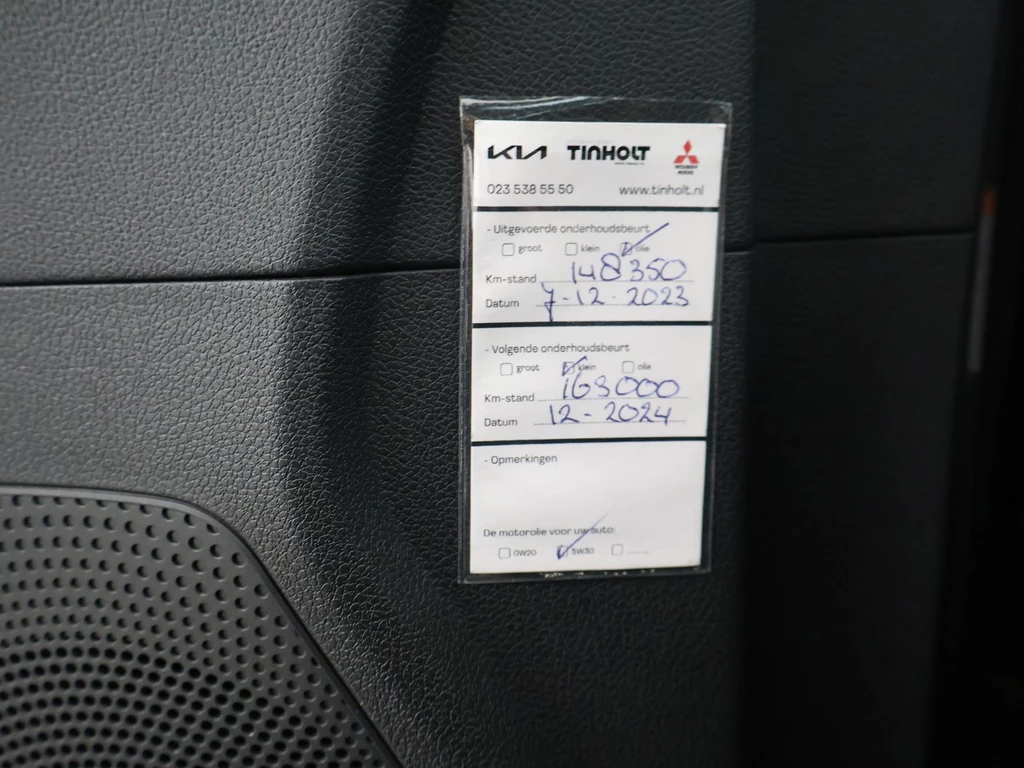 KIA TINHOLT
023 538 55 50 www.tinholt.nl
- Uitgevoerde onderhoudsbeurt
groot klein olie
Km-stand 148350
Datum 7-12-2023
- Volgende onderhoudsbeurt
groot klein olie
Km-stand 163000
Datum 12-2024
- Opmerkingen
De motorolie voor uw auto:
0W20 5W30